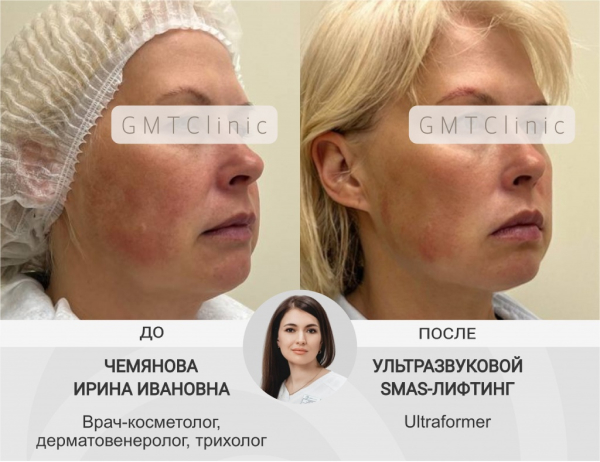 GMTClinic
GMTClinic
ДО
ПОСЛЕ
ЧЕМЯНОВА
ИРИНА ИВАНОВНА
Врач-косметолог,
дерматовенеролог, трихолог
УЛЬТРАЗВУКОВОЙ
SMAS-ЛИФТИНГ
Ultraformer